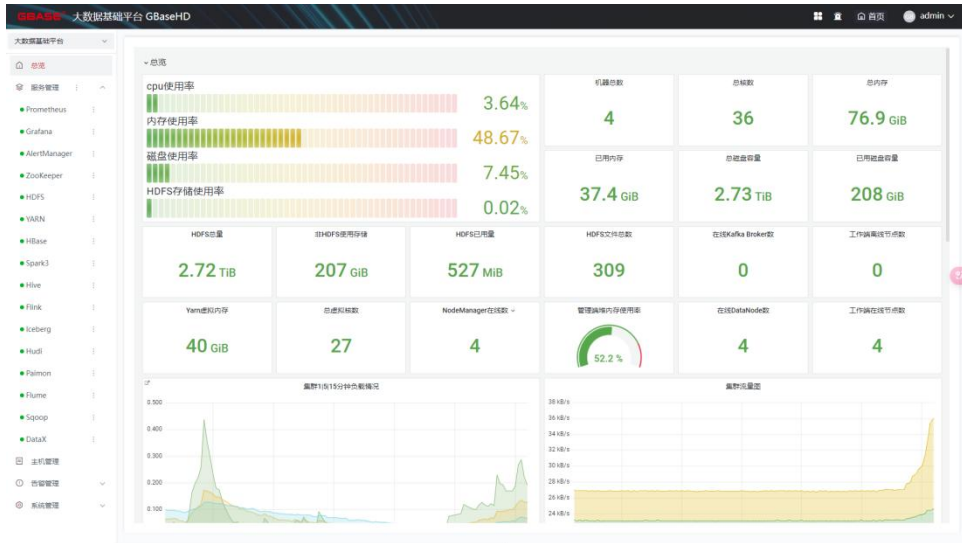 GBASE 大数据基础平台 GBaseHD
首页
admin
大数据基础平台
总览
服务管理
Prometheus
Grafana
AlertManager
ZooKeeper
HDFS
YARN
HBase
Spark3
Hive
Flink
Iceberg
Hudi
Paimon
Flume
Sqoop
DataX
主机管理
告警管理
系统管理
总览
cpu使用率
3.64%
内存使用率
48.67%
磁盘使用率
7.45%
HDFS存储使用率
0.02%
机器总数
4
总核数
36
总内存
76.9 GiB
已用内存
37.4 GiB
总磁盘容量
2.73 TiB
已用磁盘容量
208 GiB
HDFS总量
2.72 TiB
非HDFS使用存储
207 GiB
HDFS已用量
527 MiB
HDFS文件总数
309
在线Kafka Broker数
0
工作端离线节点数
0
Yarn虚拟内存
40 GiB
总虚拟核数
27
NodeManager在线数
4
管理端堆内存使用率
52.2 %
在线DataNode数
4
工作端在线节点数
4
集群1|5|15分钟负载情况
0.500
0.400
0.300
0.200
0.100
集群流量图
38 kB/s
36 kB/s
34 kB/s
32 kB/s
30 kB/s
28 kB/s
26 kB/s
24 kB/s